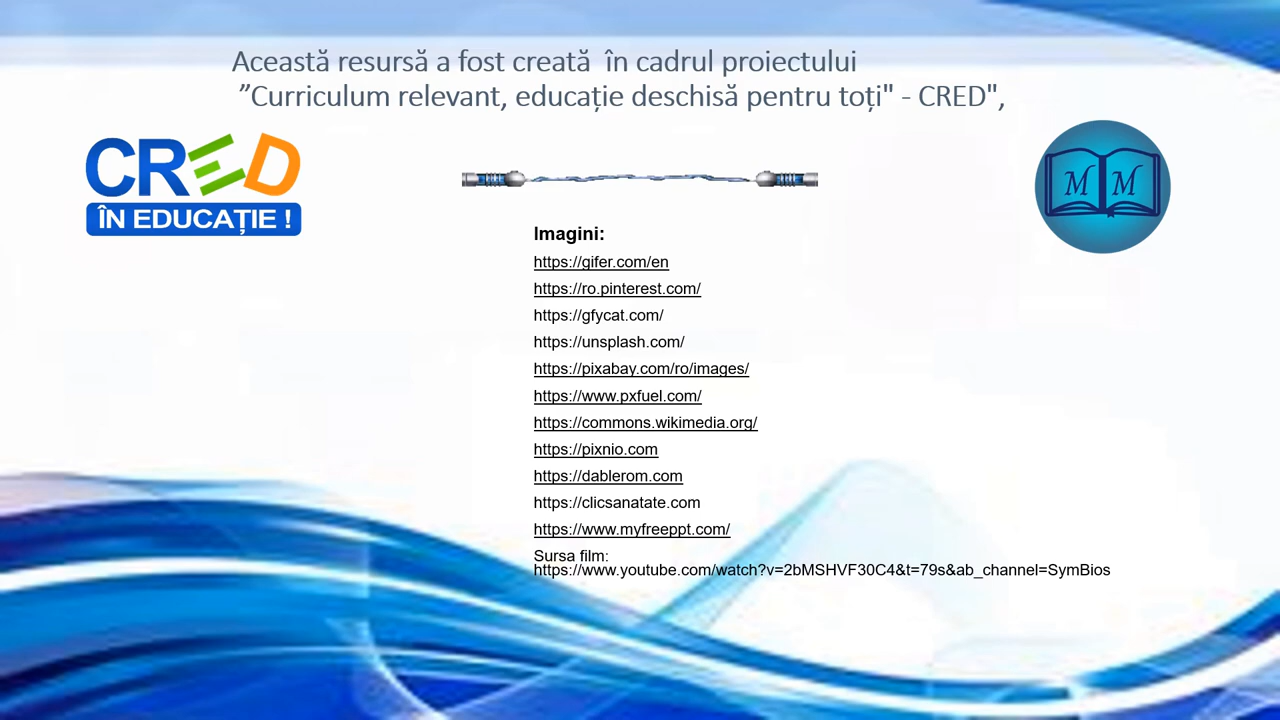 Această resursă a fost creată  în cadrul proiectului
”Curriculum relevant, educație deschisă pentru toți" - CRED",
CRED
ÎN EDUCAȚIE !
M M
Imagini:
https://gifer.com/en
https://ro.pinterest.com/
https://gfycat.com/
https://unsplash.com/
https://pixabay.com/ro/images/
https://www.pxfuel.com/
https://commons.wikimedia.org/
https://pixnio.com
https://dablerom.com
https://clicsanatate.com
https://www.myfreeppt.com/
Sursa film:
https://www.youtube.com/watch?v=2bMSHVF30C4&t=79s&ab_channel=SymBios